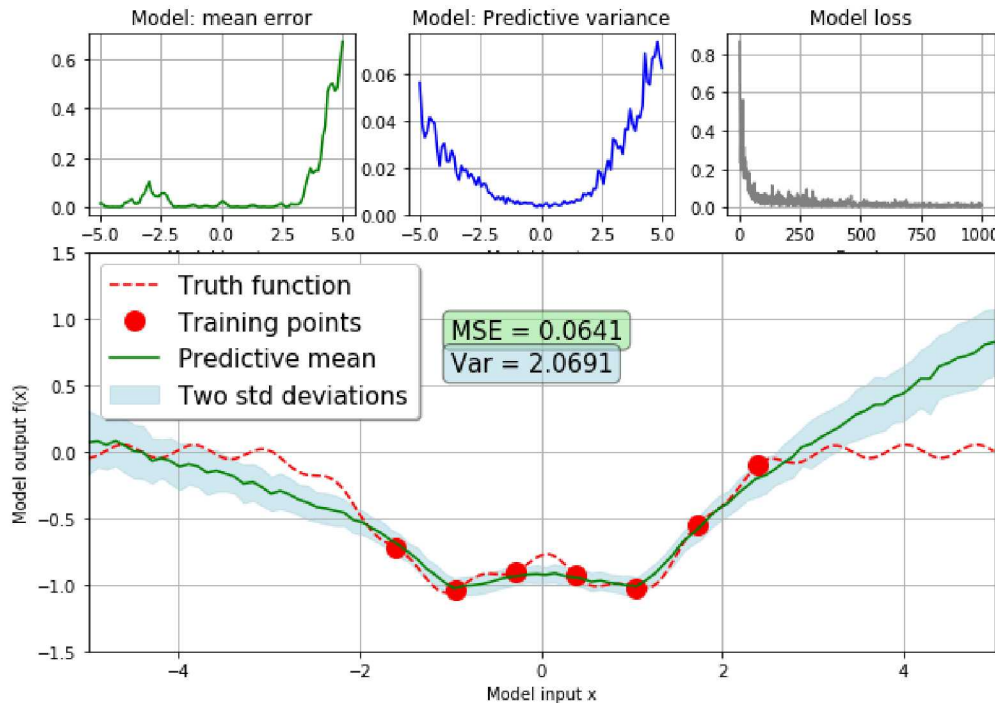 Model: mean error
Model: Predictive variance
Model loss
0.6
0.4
0.2
0.0
−5.0 −2.5 0.0 2.5 5.0
0.06
0.04
0.02
0.00
−5.0 −2.5 0.0 2.5 5.0
0.8
0.6
0.4
0.2
0.0
0 250 500 750 1000
Truth function
Training points
Predictive mean
Two std deviations
MSE = 0.0641
Var = 2.0691
Model output f(x)
1.5
1.0
0.5
0.0
−0.5
−1.0
−1.5
−4 −2 0 2 4
Model input x